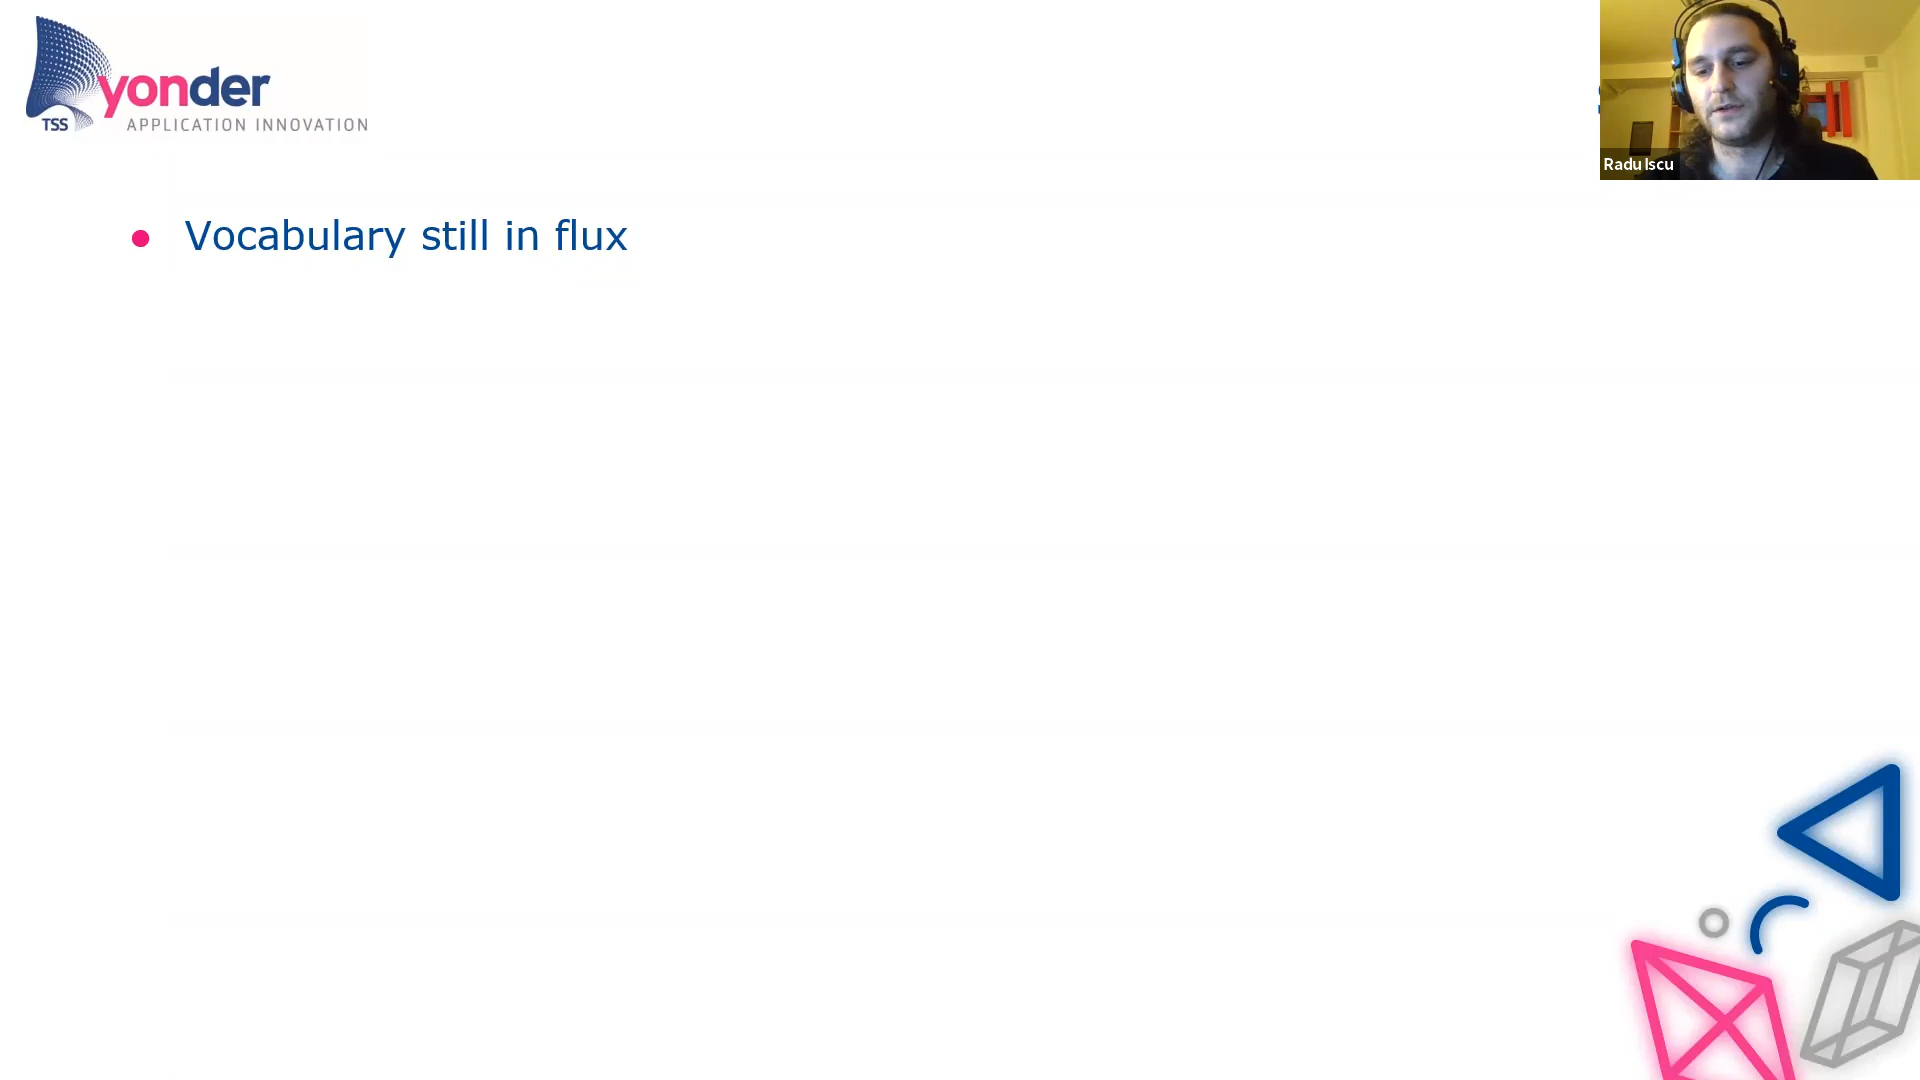 yonder
TSS
APPLICATION INNOVATION
Radu Iscu
Vocabulary still in flux